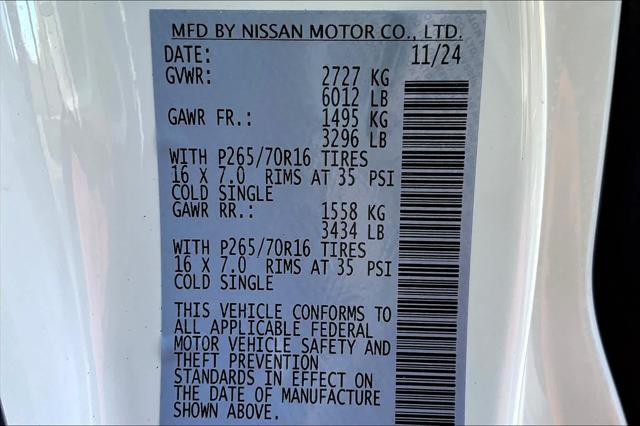 MFD BY NISSAN MOTOR CO., LTD.
DATE: 11/24
GVWR: 2727 KG
6012 LB
GAWR FR.: 1495 KG
3296 LB
WITH P265/70R16 TIRES
16 X 7.0 RIMS AT 35 PSI
COLD SINGLE
GAWR RR.: 1558 KG
3434 LB
WITH P265/70R16 TIRES
16 X 7.0 RIMS AT 35 PSI
COLD SINGLE
THIS VEHICLE CONFORMS TO
ALL APPLICABLE FEDERAL
MOTOR VEHICLE SAFETY AND
THEFT PREVENTION
STANDARDS IN EFFECT ON
THE DATE OF MANUFACTURE
SHOWN ABOVE.